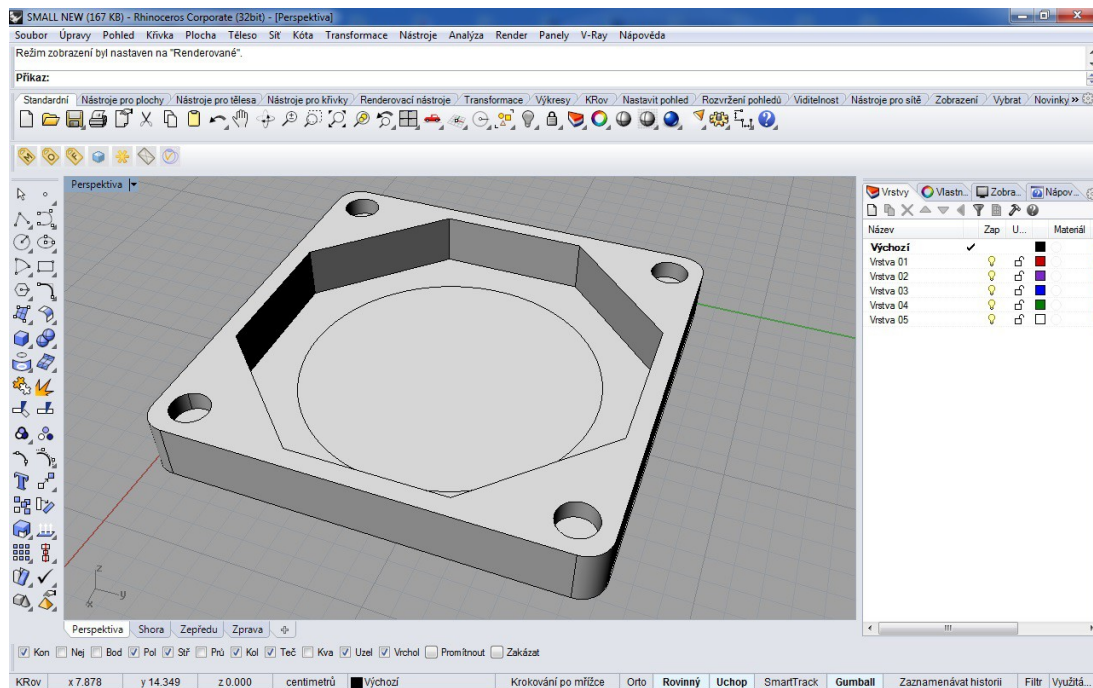 SMALL NEW (167 KB) - Rhinoceros Corporate (32bit) - [Perspektiva]
Soubor Úpravy Pohled Křivka Plocha Těleso Síť Kóta Transformace Nástroje Analýza Render Panely V-Ray Nápověda
Režim zobrazení byl nastaven na "Renderované".
Příkaz:
Standardní Nástroje pro plochy Nástroje pro tělesa Nástroje pro křivky Renderovací nástroje Transformace Výkresy KRov Nastavit pohled Rozvržení pohledů Viditelnost Nástroje pro sítě Zobrazení Vybrat Novinky »
Perspektiva
Vrstvy Vlastn... Zobra... Nápov...
Název Zap U... Materiál
Výchozí
Vrstva 01
Vrstva 02
Vrstva 03
Vrstva 04
Vrstva 05
z
y
x
Perspektiva Shora Zepředu Zprava
Kon Nej Bod Pol Stř Prů Kol Teč Kva Uzel Vrchol Promítnout Zakázat
KRov x 7.878 y 14.349 z 0.000 centimetrů Výchozí Krokování po mřížce Orto Rovinný Uchop SmartTrack Gumball Zaznamenávat historii Filtr Využitá...